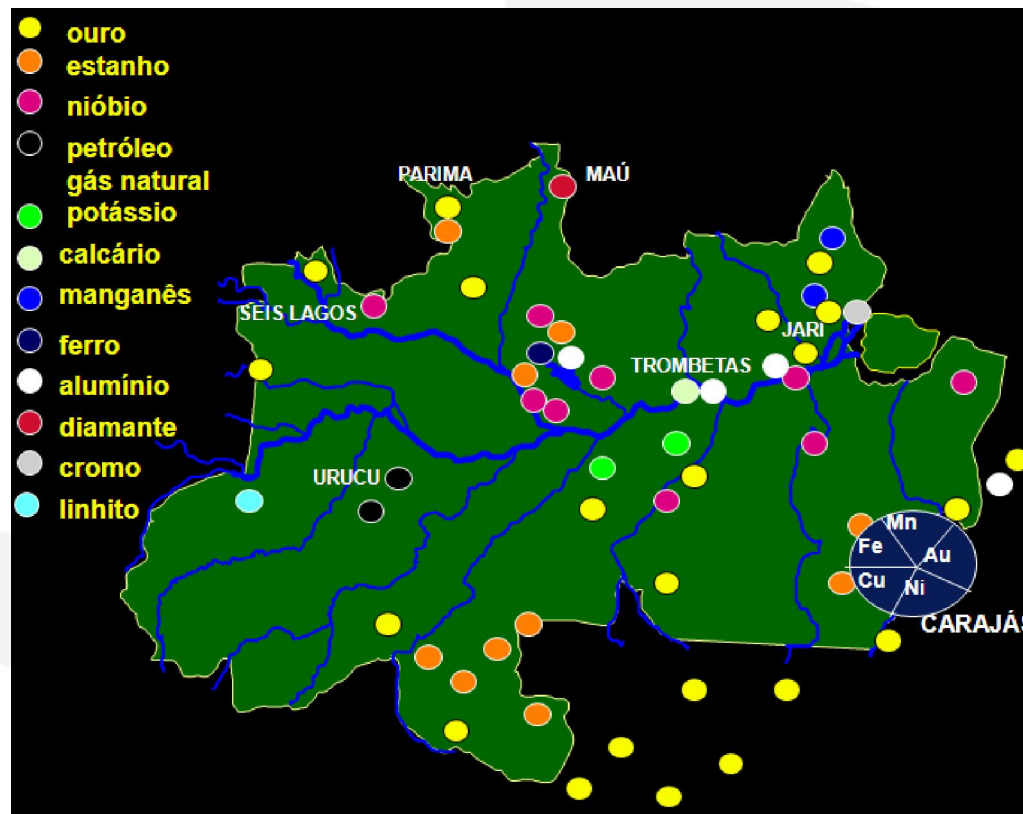 ouro
estanho
nióbio
petróleo
gás natural
potássio
calcário
manganês
ferro
alumínio
diamante
cromo
linhito
PARIMA
MAÚ
SEIS LAGOS
JARI
TROMBETAS
URUCU
Mn
Fe
Au
Cu
Ni
CARAJÁS